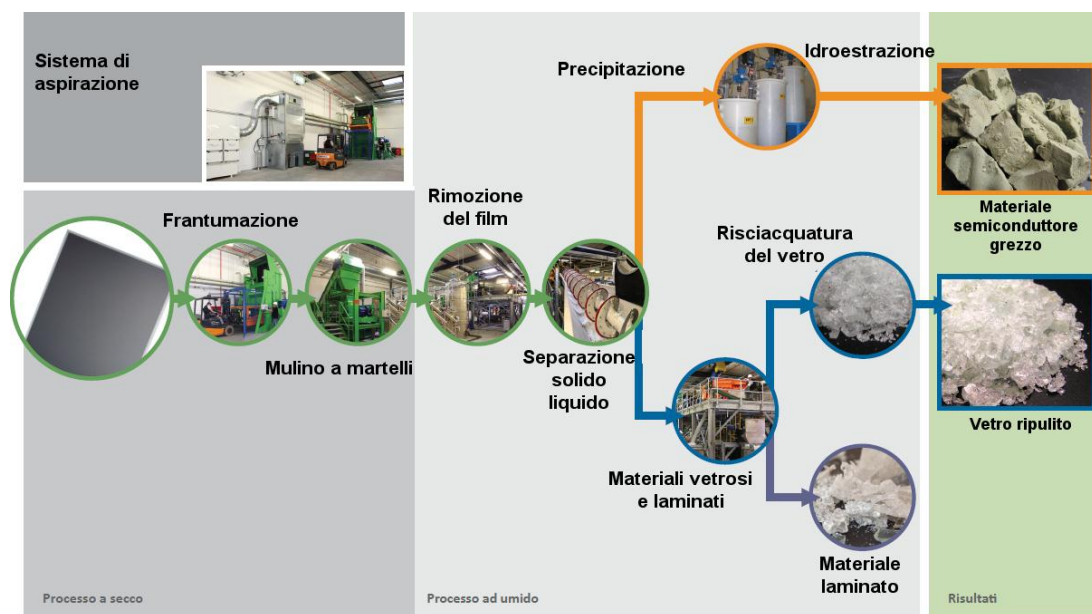 Sistema di
aspirazione
Precipitazione
Idroestrazione
Frantumazione
Rimozione
del film
Risciacquatura
del vetro
Materiale
semiconduttore
grezzo
Mulino a martelli
Separazione
solido
liquido
Materiali vetrosi
e laminati
Vetro ripulito
Materiale
laminato
Processo a secco
Processo ad umido
Risultati